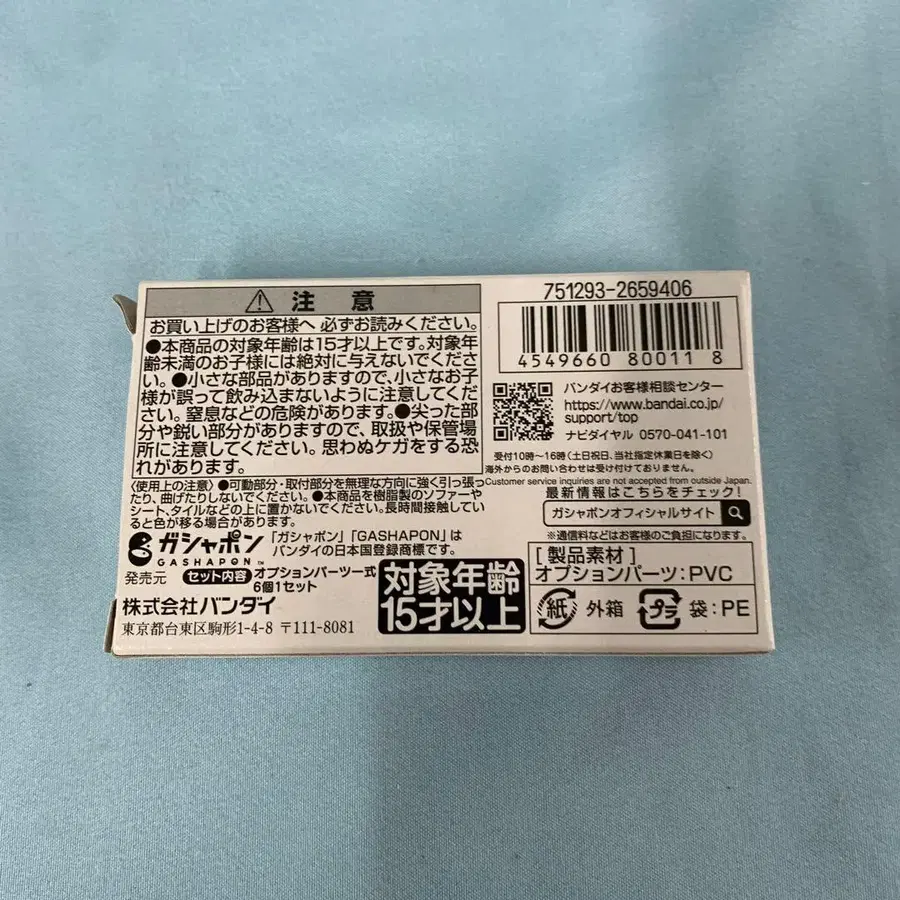 ⚠ 注意
お買い上げのお客様へ 必ずお読みください。
●本商品の対象年齢は15才以上です。対象年
齢未満のお子様には絶対に与えないでくださ
い。●小さな部品がありますので、小さなお子
様が誤って飲み込まないように注意してくだ
さい。窒息などの危険があります。●尖った部
分や鋭い部分がありますので、取扱や保管場
所に注意してください。思わぬケガをする恐
れがあります。
〈使用上の注意〉●可動部分・取付部分を無理な方向に強く引っ張っ
たり、曲げたりしないでください。●本商品を樹脂製のソファーや
シート、タイルなどの上に置かないでください。長時間接触してい
ると色が移る場合があります。
ガシャポン
GASHAPON™
「ガシャポン」「GASHAPON」は
バンダイの日本国登録商標です。
発売元
セット内容 オプションパーツ一式
6個1セット
株式会社バンダイ
東京都台東区駒形1-4-8 〒111-8081
対象年齢
15才以上
751293-2659406
4549660 80011 8
バンダイお客様相談センター
https://www.bandai.co.jp/
support/top
ナビダイヤル 0570-041-101
受付10時〜16時(土日祝日、当社指定休業日を除く)
海外からのお問い合わせは受け付けておりません。
Customer service inquiries are not accepted from outside Japan.
最新情報はこちらをチェック!
ガシャポンオフィシャルサイト
※通信料などはお客様のご負担になります。
[製品素材]
オプションパーツ:PVC
紙 外箱
プラ 袋:PE